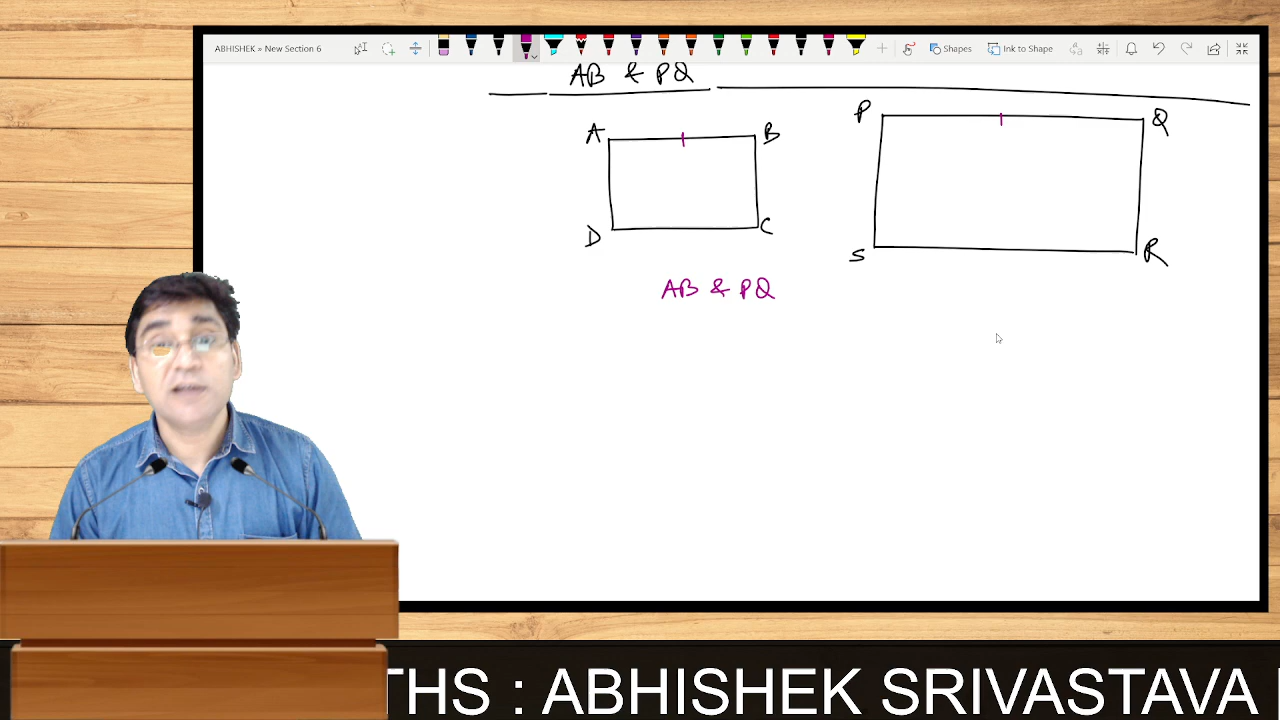 ABHISHEK » New Section 6
Shapes
Ink to Shape
AB & PQ
A B
P Q
D C
S R
AB & PQ
THS : ABHISHEK SRIVASTAVA